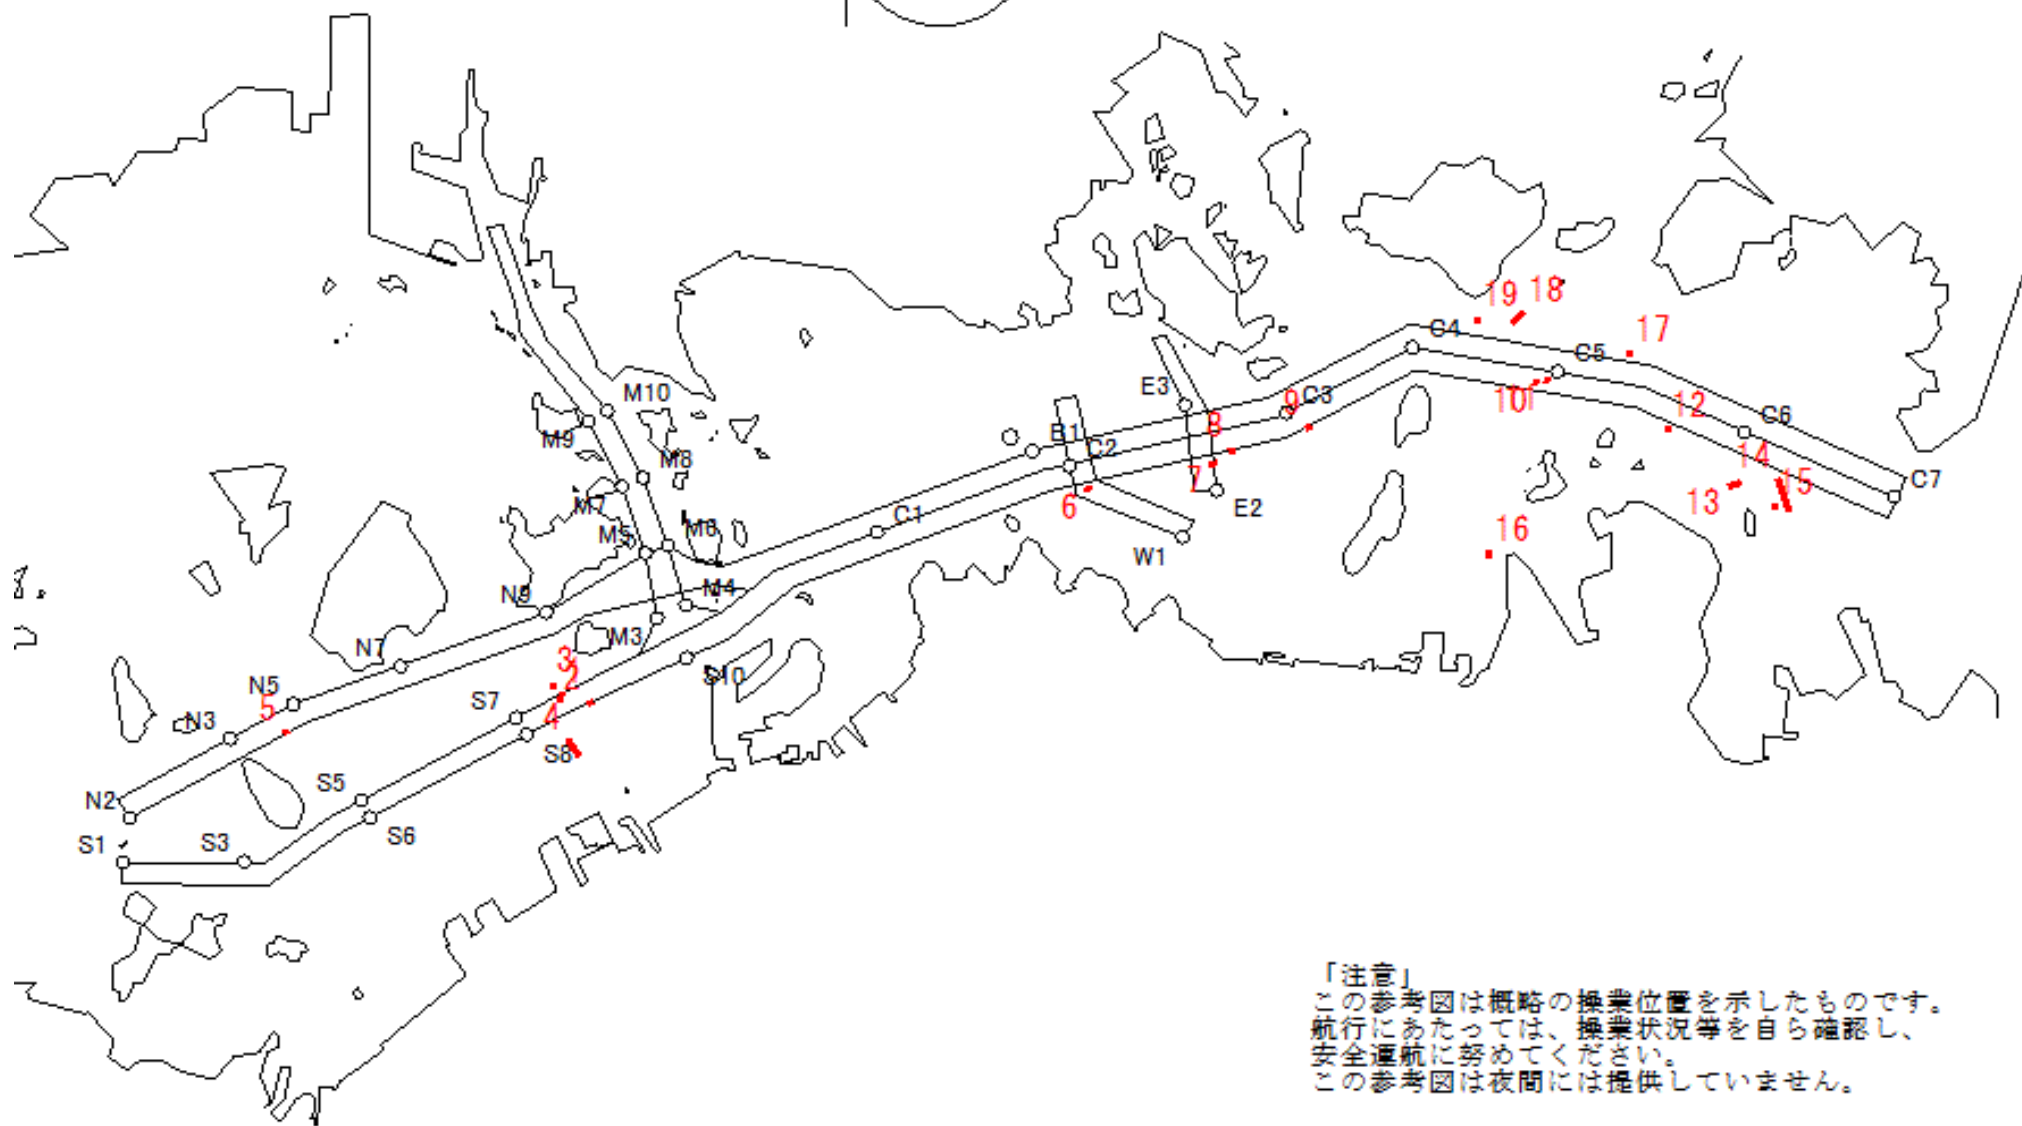 19 18
C4
17
C5
M10
E3
C3
9
10
12
C6
M9
B1
8
C2
M8
14
M7
7
15
C7
6
E2
13
C1
M5
M6
16
W1
N9
M4
M3
N7
3
2
S10
N5
5
S7
4
N3
S8
S5
N2
S6
S1
S3
「注意」
この参考図は概略の操業位置を示したものです。
航行にあたっては、操業状況等を自ら確認し、
安全運航に努めてください。
この参考図は夜間には提供していません。